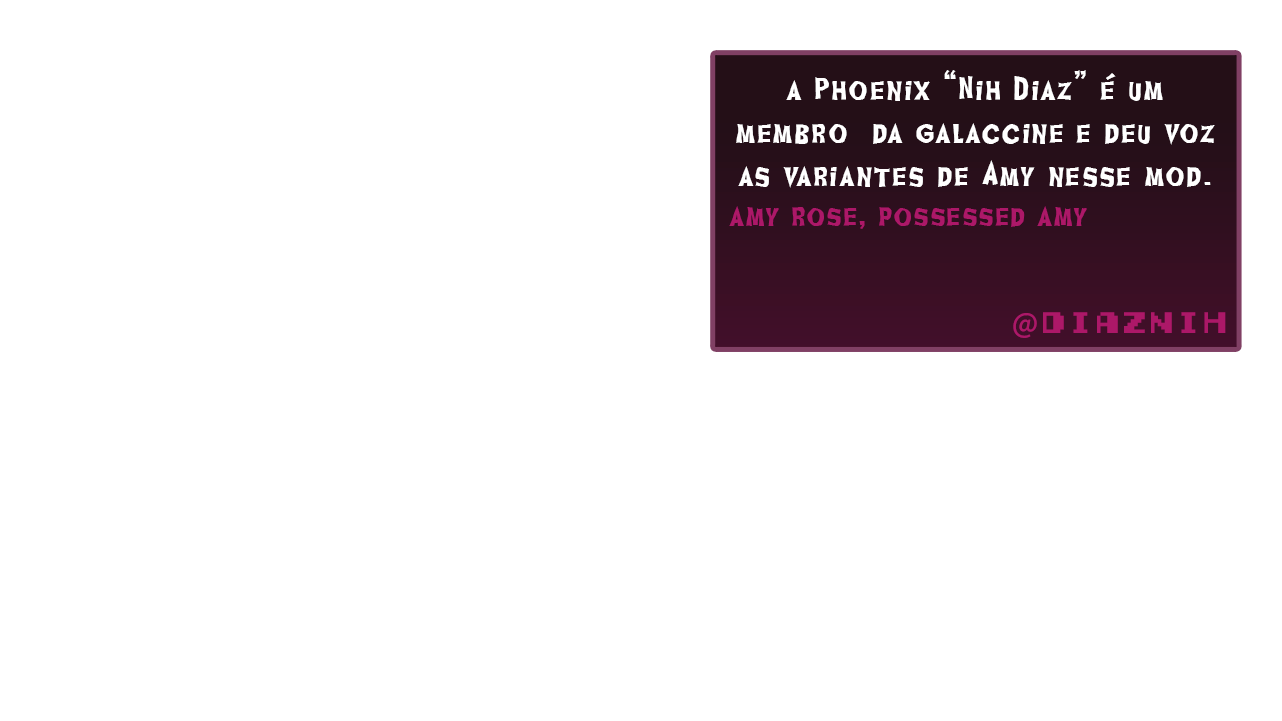 a Phoenix “Nih Diaz” é um
membro da galaccine e deu voz
as variantes de Amy nesse mod.
amy rose, possessed amy
@DIAZNIH